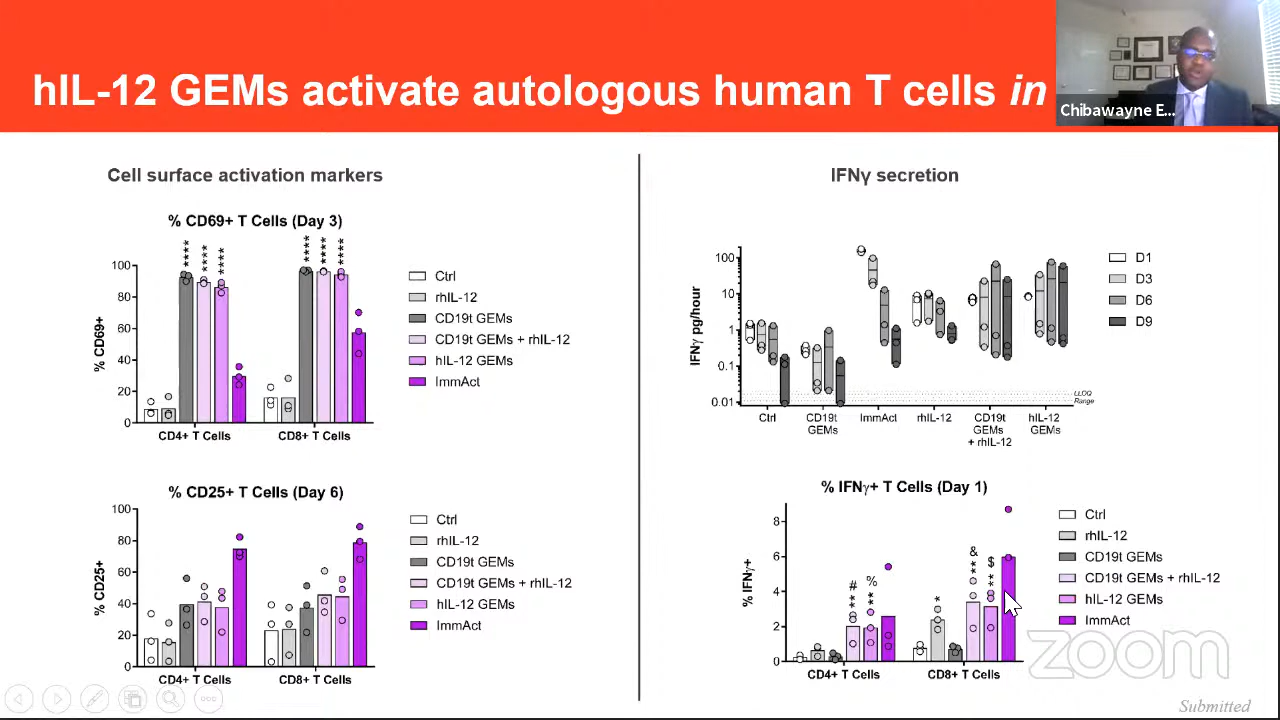 hIL-12 GEMs activate autologous human T cells in
Chibawayne E...
Cell surface activation markers
% CD69+ T Cells (Day 3)
**** **** **** **** **** ****
% CD69+
100
80
60
40
20
0
CD4+ T Cells
CD8+ T Cells
Ctrl
rhIL-12
CD19t GEMs
CD19t GEMs + rhIL-12
hIL-12 GEMs
ImmAct
% CD25+ T Cells (Day 6)
% CD25+
100
80
60
40
20
0
CD4+ T Cells
CD8+ T Cells
Ctrl
rhIL-12
CD19t GEMs
CD19t GEMs + rhIL-12
hIL-12 GEMs
ImmAct
IFNγ secretion
IFNγ pg/hour
100
10
1
0.1
0.01
LLOQ
Range
Ctrl
CD19t
GEMs
ImmAct
rhIL-12
CD19t
GEMs
+ rhIL-12
hIL-12
GEMs
D1
D3
D6
D9
% IFNγ+ T Cells (Day 1)
% IFNγ+
8
6
4
2
0
**#
**%
*
**&
**$
CD4+ T Cells
CD8+ T Cells
Ctrl
rhIL-12
CD19t GEMs
CD19t GEMs + rhIL-12
hIL-12 GEMs
ImmAct
zoom
Submitted